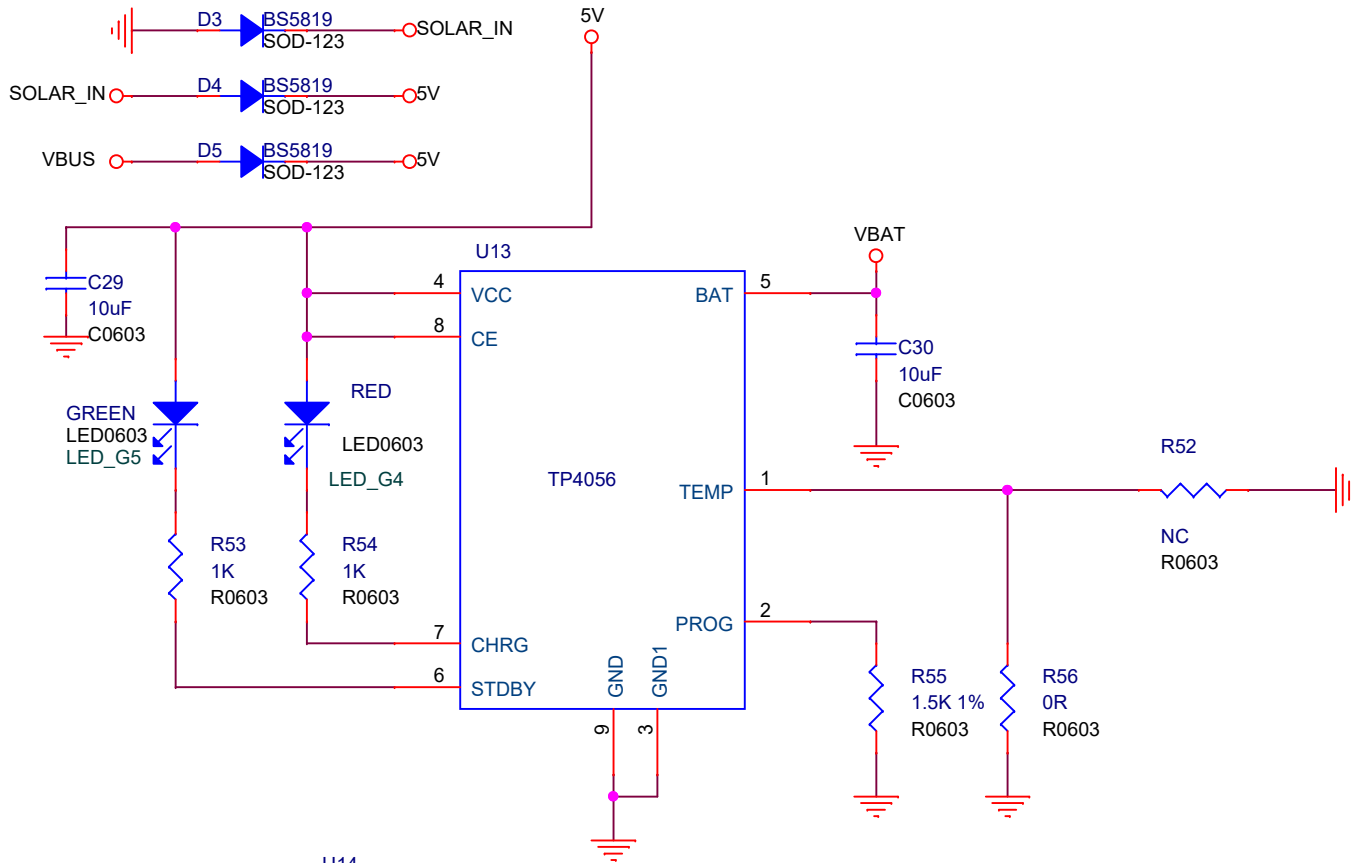 D3 BS5819
SOD-123
SOLAR_IN
SOLAR_IN
D4 BS5819
SOD-123
5V
VBUS
D5 BS5819
SOD-123
5V
5V
C29
10uF
C0603
GREEN
LED0603
LED_G5
RED
LED0603
LED_G4
R53
1K
R0603
R54
1K
R0603
U13
TP4056
4 VCC
8 CE
7 CHRG
6 STDBY
GND 9
GND1 3
BAT 5
TEMP 1
PROG 2
VBAT
C30
10uF
C0603
R52
NC
R0603
R55
1.5K 1%
R0603
R56
0R
R0603